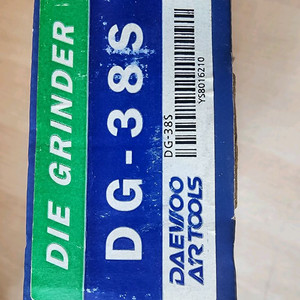 DIE GRINDER
DG-38S
YS8016210
DG-38S
DAEWOO
AIR TOOLS